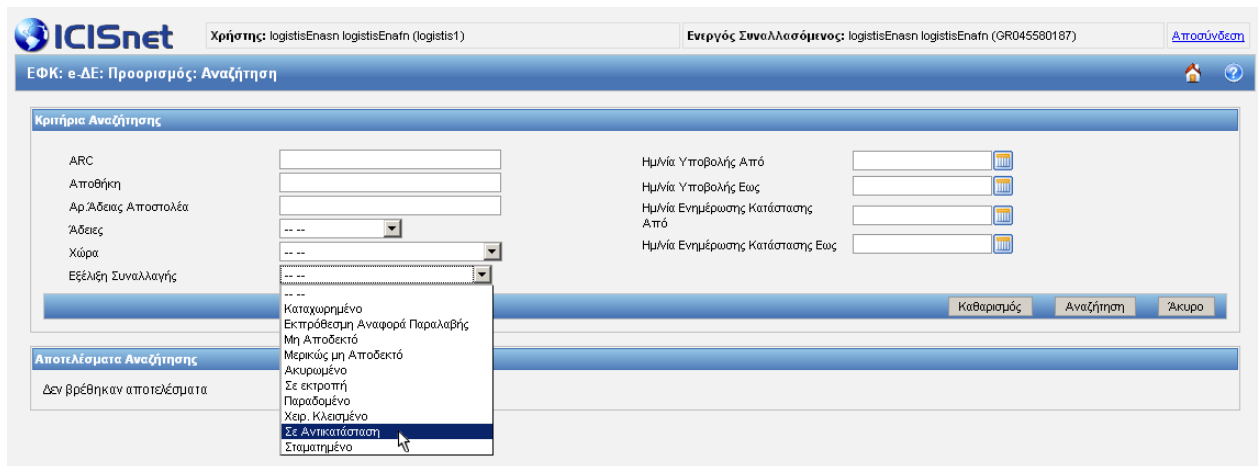 ICISnet
Χρήστης: logistisEnasn logistisEnafn (logistis1)
Ενεργός Συναλλασόμενος: logistisEnasn logistisEnafn (GR045580187)
Αποσύνδεση
ΕΦΚ: e-ΔΕ: Προορισμός: Αναζήτηση
Κριτήρια Αναζήτησης
ARC
Ημ/νία Υποβολής Από
Αποθήκη
Ημ/νία Υποβολής Εως
Αρ.Άδειας Αποστολέα
Ημ/νία Ενημέρωσης Κατάστασης
Από
Άδειες
-- --
Ημ/νία Ενημέρωσης Κατάστασης Εως
Χώρα
-- --
Εξέλιξη Συναλλαγής
-- --
-- --
Καταχωρημένο
Εκπρόθεσμη Αναφορά Παραλαβής
Μη Αποδεκτό
Μερικώς μη Αποδεκτό
Ακυρωμένο
Σε εκτροπή
Παραδομένο
Χειρ. Κλεισμένο
Σε Αντικατάσταση
Σταματημένο
Καθαρισμός
Αναζήτηση
Άκυρο
Αποτελέσματα Αναζήτησης
Δεν βρέθηκαν αποτελέσματα